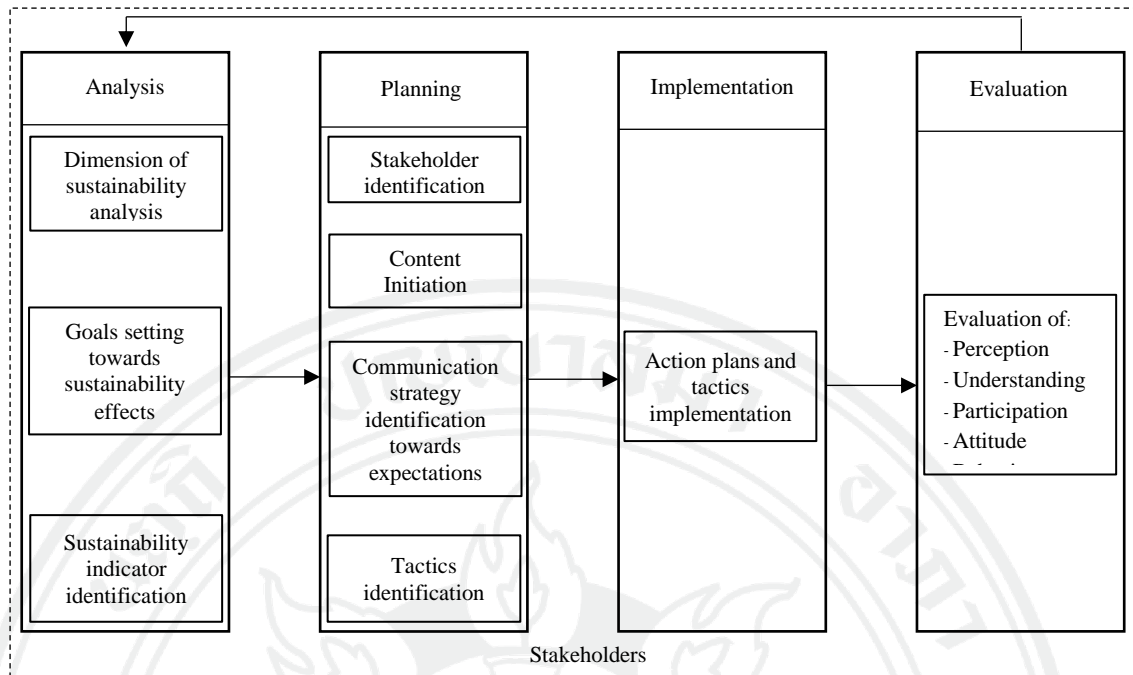 Analysis
Dimension of
sustainability
analysis
Goals setting
towards
sustainability
effects
Sustainability
indicator
identification
Planning
Stakeholder
identification
Content
Initiation
Communication
strategy
identification
towards
expectations
Tactics
identification
Implementation
Action plans and
tactics
implementation
Evaluation
Evaluation of:
- Perception
- Understanding
- Participation
- Attitude
Stakeholders